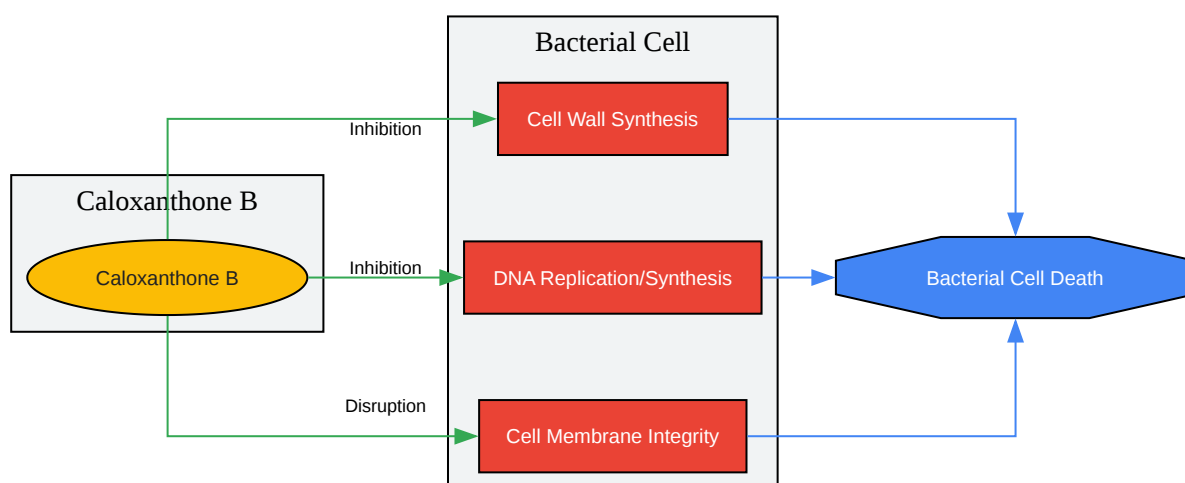 Bacterial Cell
Cell Wall Synthesis
Inhibition
Caloxanthone B
Caloxanthone B
Inhibition
DNA Replication/Synthesis
Bacterial Cell Death
Disruption
Cell Membrane Integrity